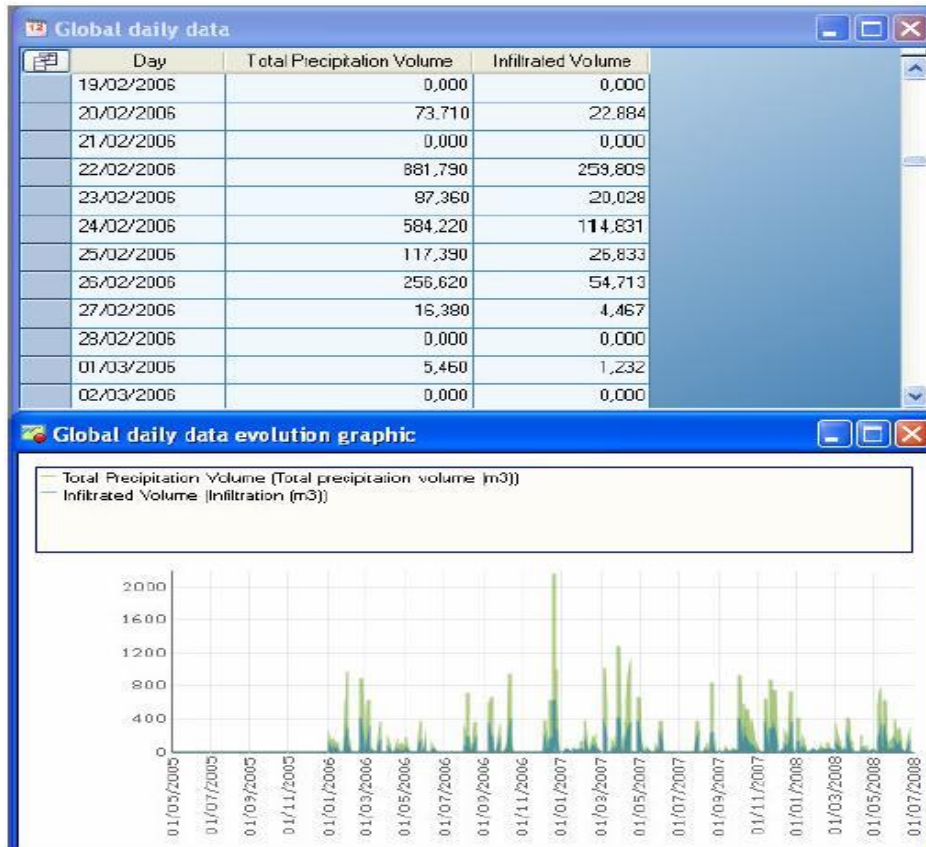 Global daily data
Day Total Precipitation Volume Infiltrated Volume
19/02/2006 0,000 0,000
20/02/2006 73,710 22,884
21/02/2006 0,000 0,000
22/02/2006 881,790 259,809
23/02/2006 87,360 20,028
24/02/2006 584,220 114,831
25/02/2006 117,390 26,833
26/02/2006 256,620 54,713
27/02/2006 16,380 4,467
28/02/2006 0,000 0,000
01/03/2006 5,460 1,232
02/03/2006 0,000 0,000
Global daily data evolution graphic
Total Precipitation Volume (Total precipitation volume (m3))
Infiltrated Volume (Infiltration (m3))
2000
1600
1200
800
400
0
01/05/2005 01/07/2005 01/09/2005 01/11/2005 01/01/2006 01/03/2006 01/05/2006 01/07/2006 01/09/2006 01/11/2006 01/01/2007 01/03/2007 01/05/2007 01/07/2007 01/09/2007 01/11/2007 01/01/2008 01/03/2008 01/05/2008 01/07/2008